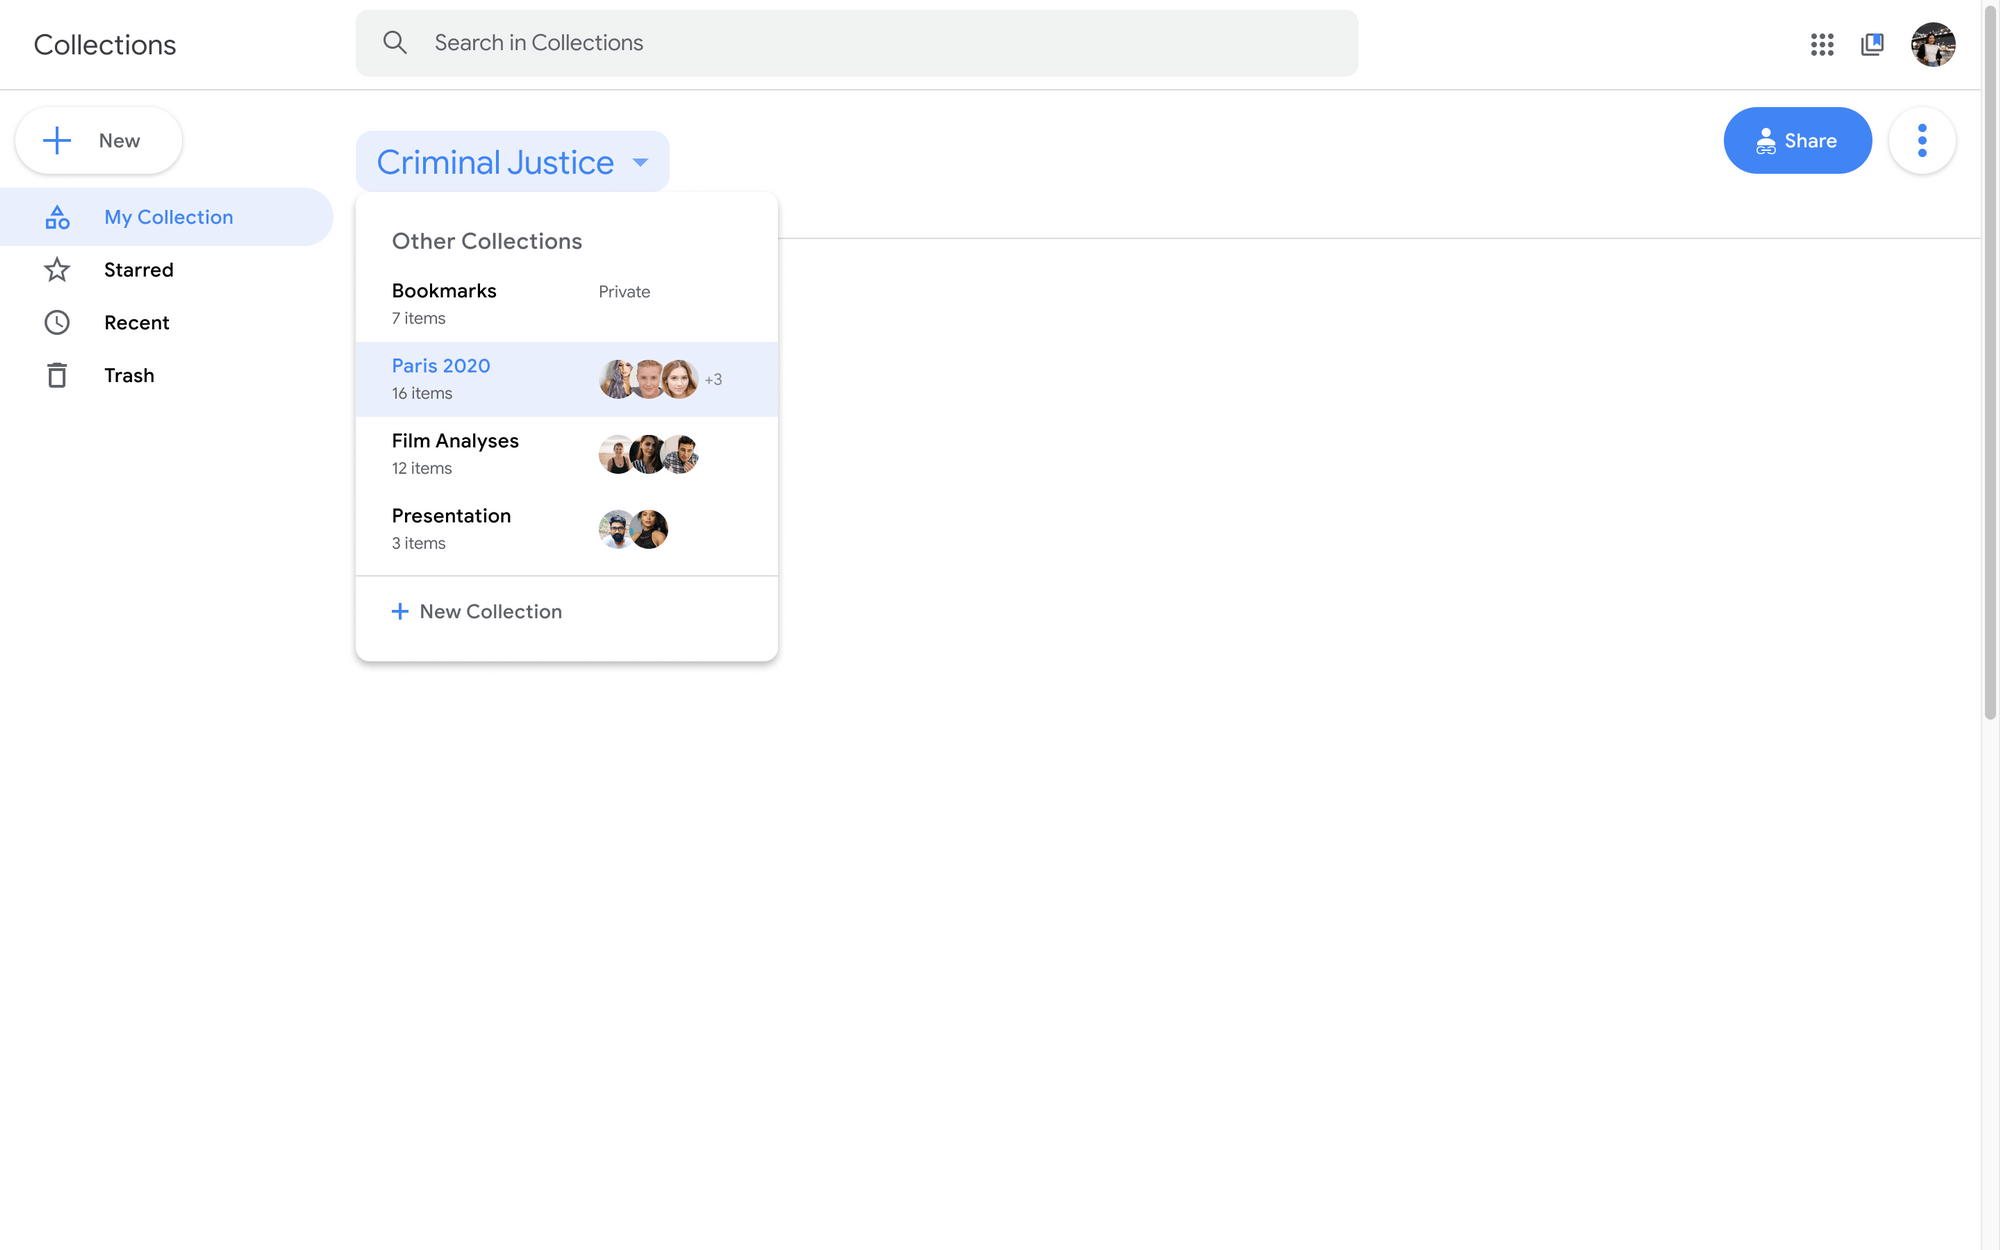 Collections
Search in Collections
New
Criminal Justice
Share
My Collection
Starred
Recent
Trash
Other Collections
Bookmarks
Private
7 items
Paris 2020
+3
16 items
Film Analyses
12 items
Presentation
3 items
New Collection